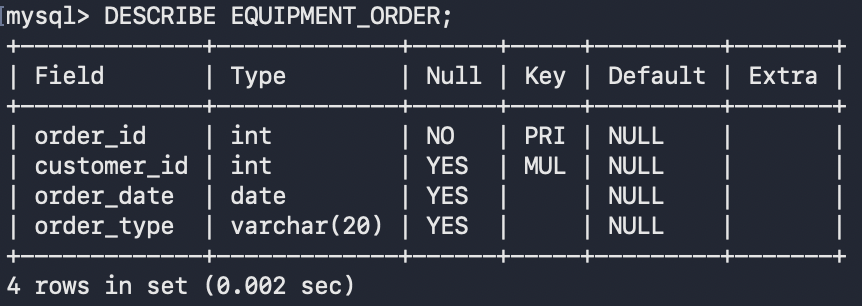 [mysql> DESCRIBE EQUIPMENT_ORDER;
+-------------+-------------+------+-----+---------+-------+
| Field       | Type        | Null | Key | Default | Extra |
+-------------+-------------+------+-----+---------+-------+
| order_id    | int         | NO   | PRI | NULL    |       |
| customer_id | int         | YES  | MUL | NULL    |       |
| order_date  | date        | YES  |     | NULL    |       |
| order_type  | varchar(20) | YES  |     | NULL    |       |
+-------------+-------------+------+-----+---------+-------+
4 rows in set (0.002 sec)